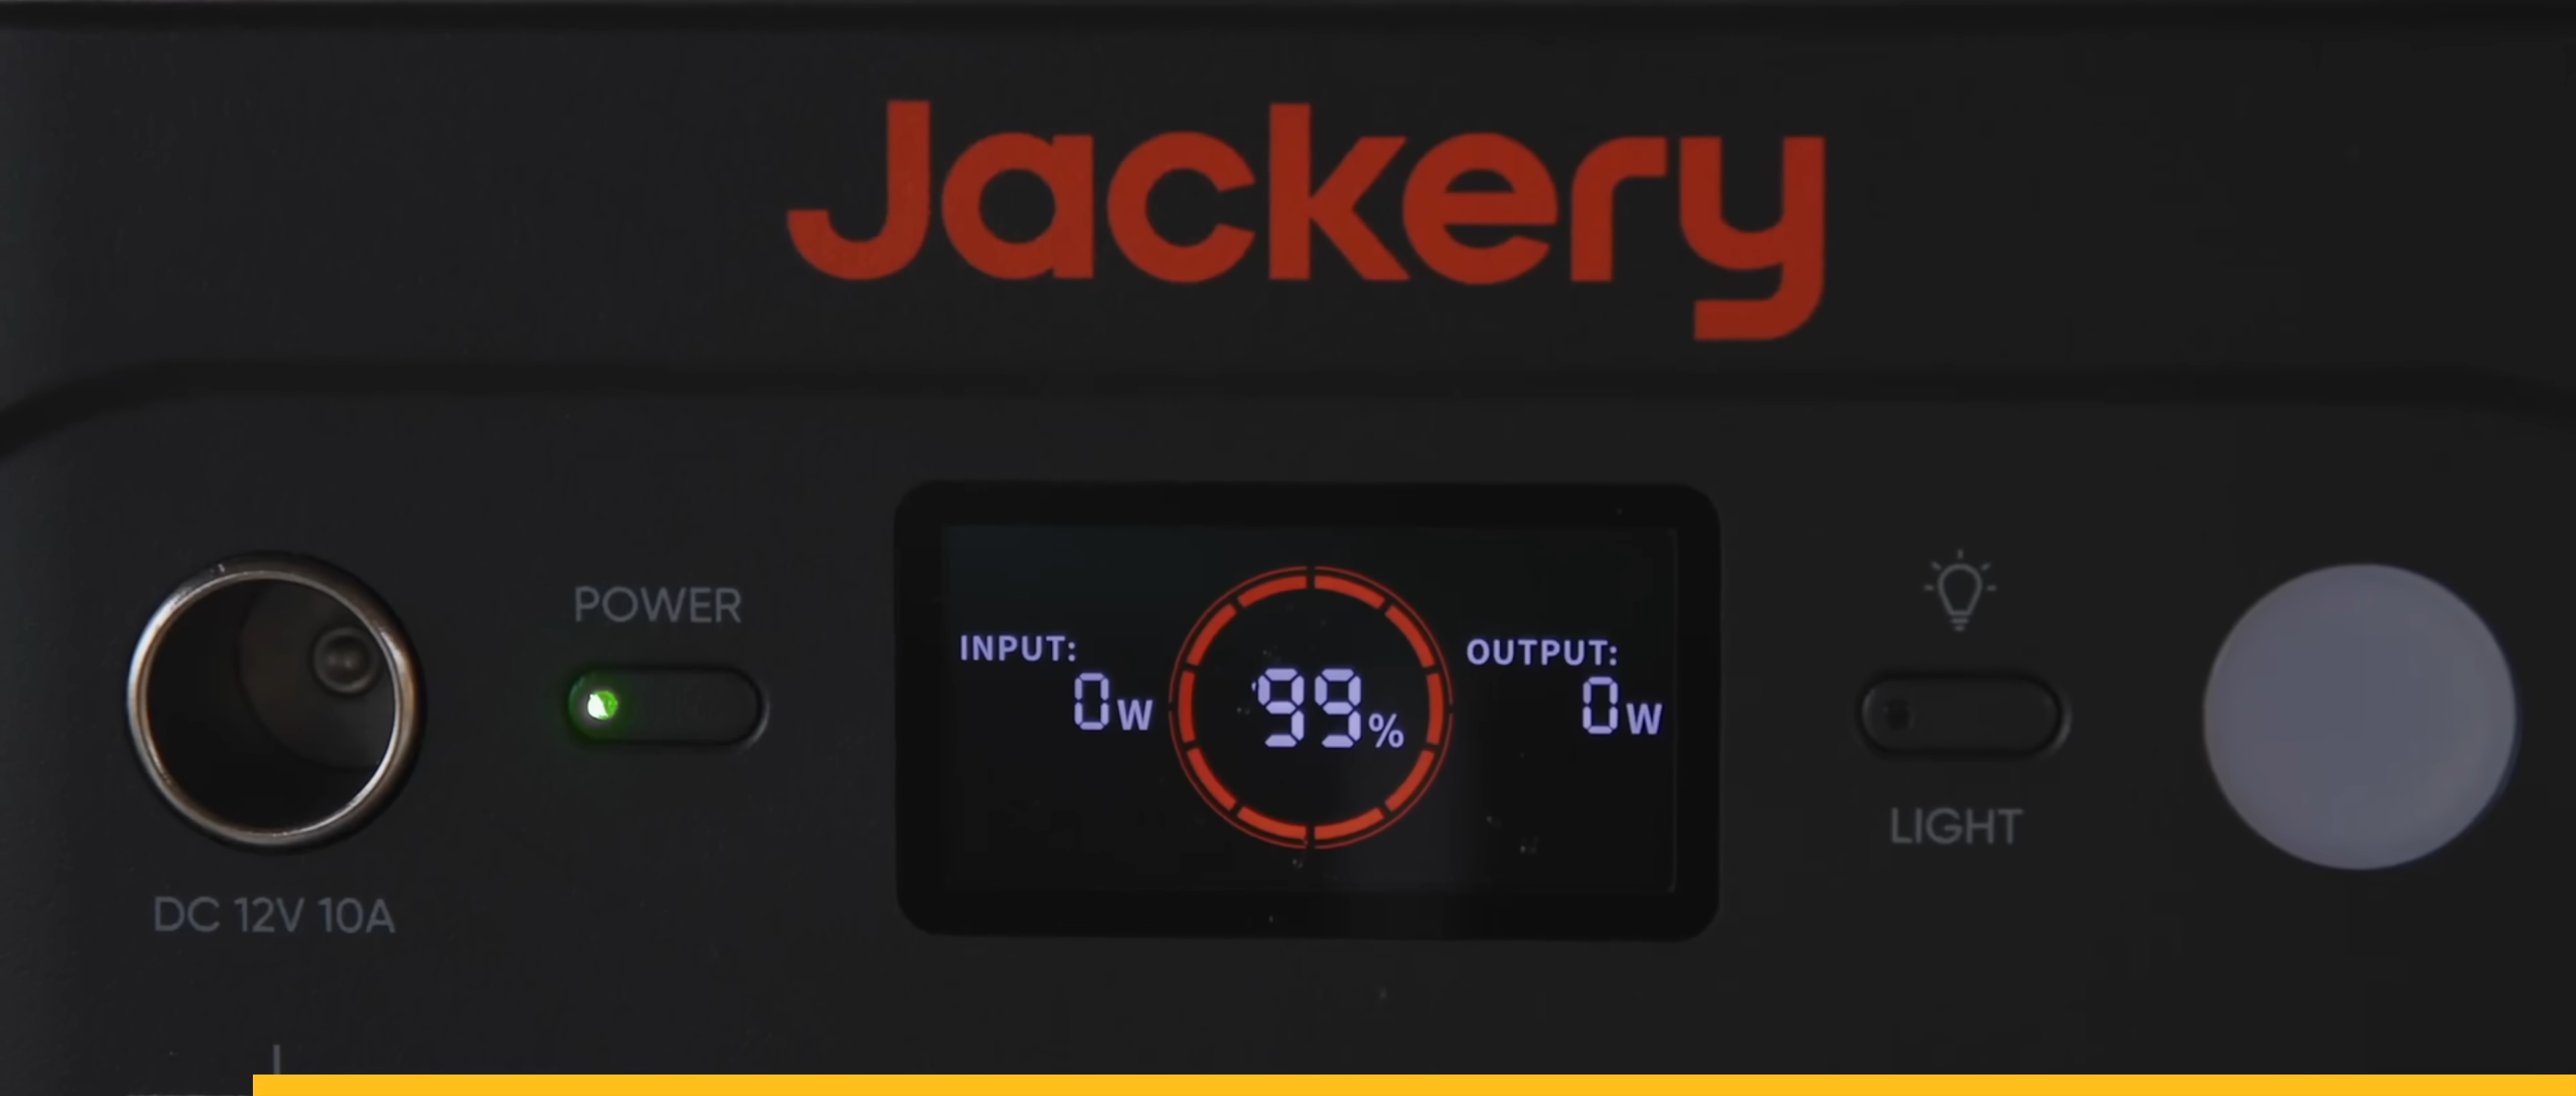 Jackery
POWER
INPUT:
0W
99%
OUTPUT:
0W
LIGHT
DC 12V 10A